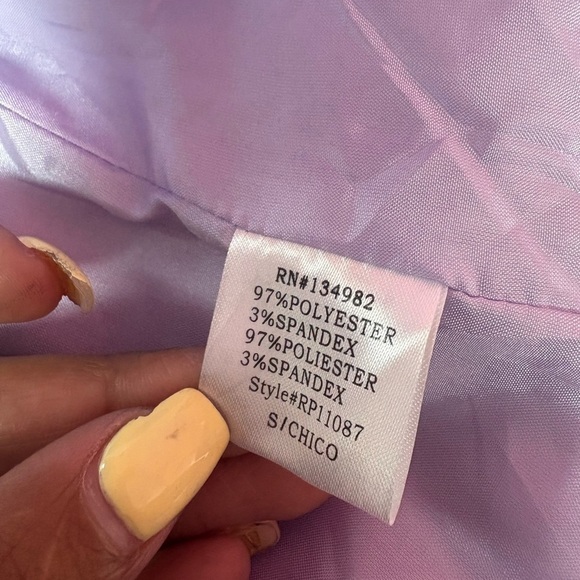 RN#134982
97%POLYESTER
3%SPANDEX
97%POLIESTER
3%SPANDEX
Style#RP11087
S/CHICO